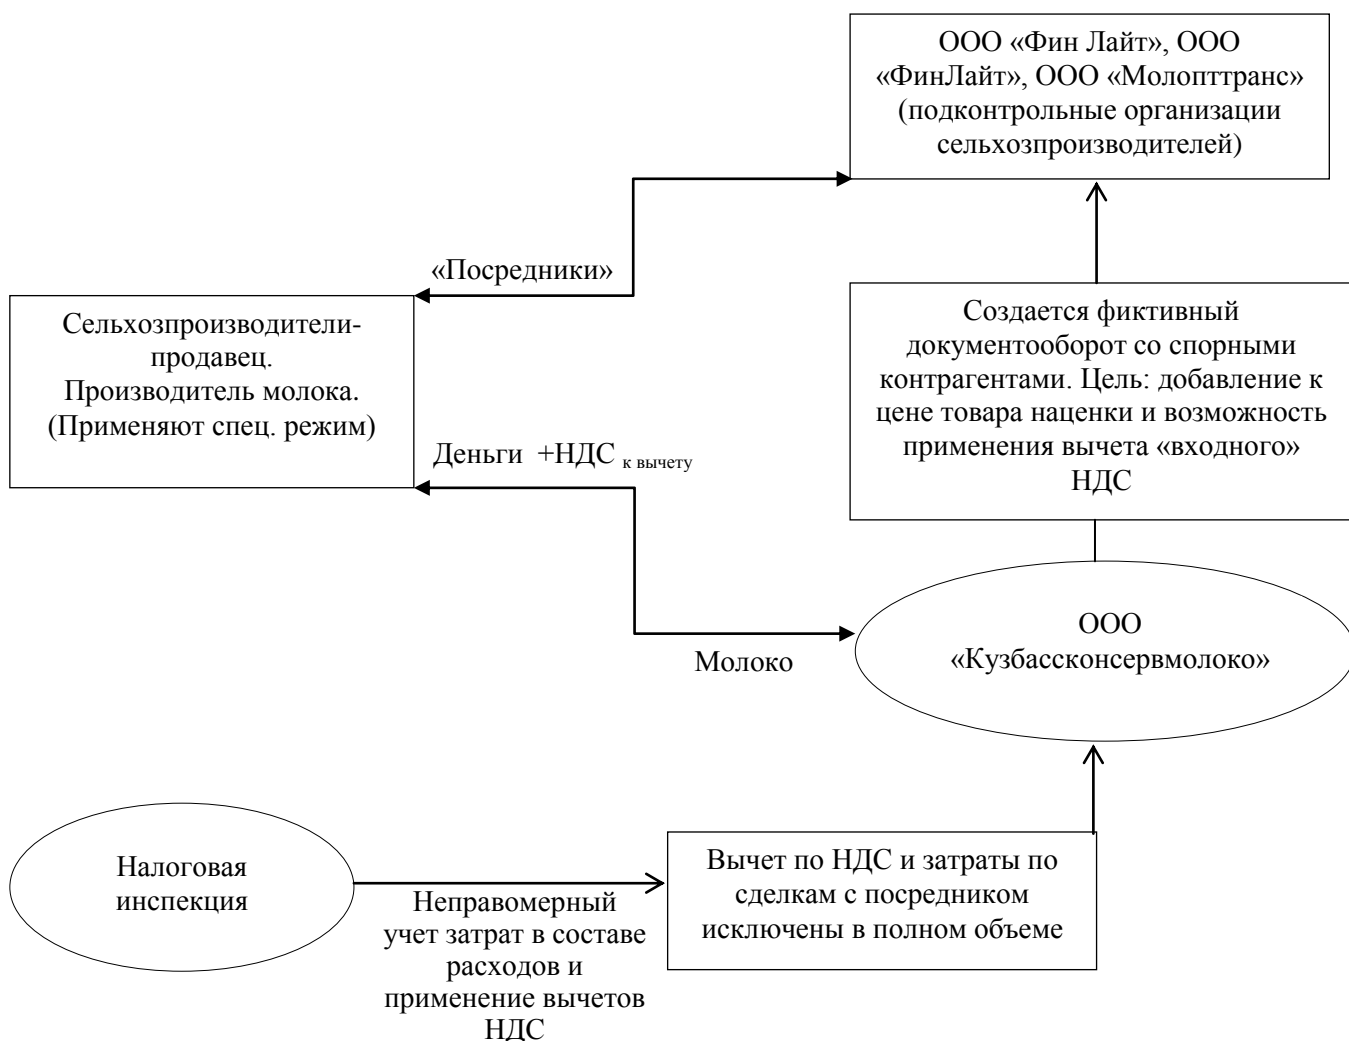 ООО «Фин Лайт», ООО
«ФинЛайт», ООО «Молопттранс»
(подконтрольные организации
сельхозпроизводителей)
«Посредники»
Сельхозпроизводители-
продавец.
Производитель молока.
(Применяют спец. режим)
Создается фиктивный
документооборот со спорными
контрагентами. Цель: добавление к
цене товара наценки и возможность
применения вычета «входного»
НДС
Деньги +НДС к вычету
Молоко
ООО
«Кузбассконсервмолоко»
Налоговая
инспекция
Неправомерный
учет затрат в составе
расходов и
применение вычетов
НДС
Вычет по НДС и затраты по
сделкам с посредником
исключены в полном объеме